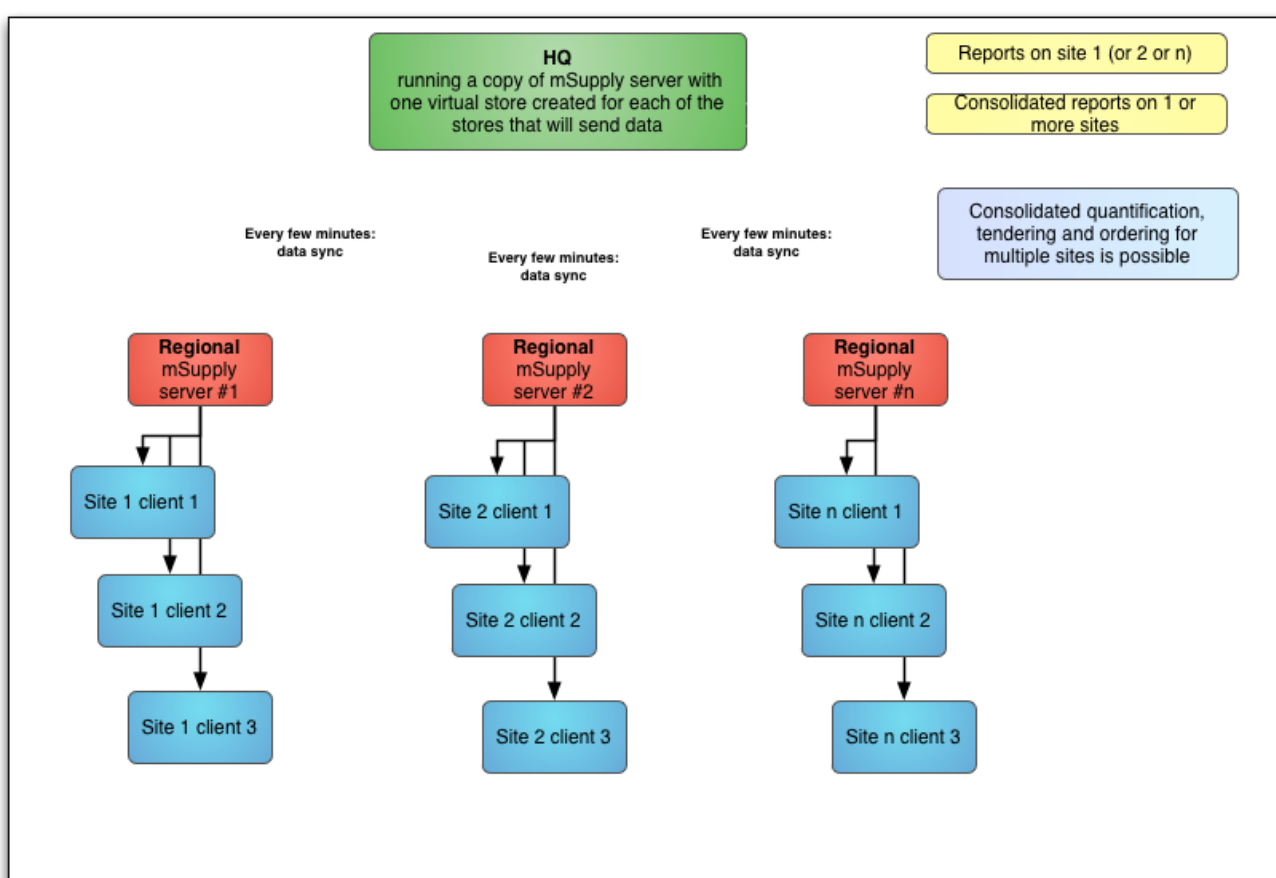 HQ
running a copy of mSupply server with
one virtual store created for each of the
stores that will send data
Reports on site 1 (or 2 or n)
Consolidated reports on 1 or
more sites
Consolidated quantification,
tendering and ordering for
multiple sites is possible
Every few minutes:
data sync
Every few minutes:
data sync
Every few minutes:
data sync
Regional
mSupply
server #1
Regional
mSupply
server #2
Regional
mSupply
server #n
Site 1 client 1
Site 2 client 1
Site n client 1
Site 1 client 2
Site 2 client 2
Site n client 2
Site 1 client 3
Site 2 client 3
Site n client 3